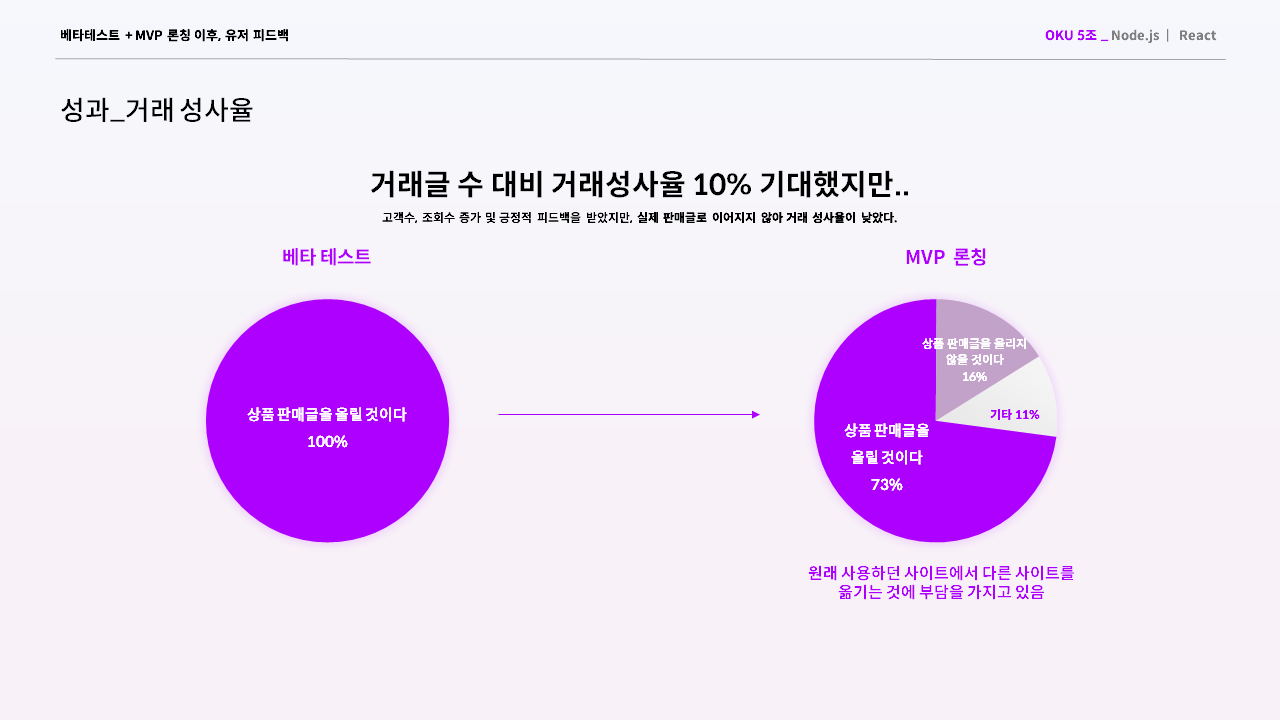 베타테스트 + MVP 론칭 이후, 유저 피드백
OKU 5조 _ Node.js | React
성과_거래 성사율
거래글 수 대비 거래성사율 10% 기대했지만..
고객수, 조회수 증가 및 긍정적 피드백을 받았지만, 실제 판매글로 이어지지 않아 거래 성사율이 낮았다.
베타 테스트
MVP 론칭
상품 판매글을 올릴 것이다
100%
상품 판매글을 올리지
않을 것이다
16%
기타 11%
상품 판매글을
올릴 것이다
73%
원래 사용하던 사이트에서 다른 사이트를
옮기는 것에 부담을 가지고 있음